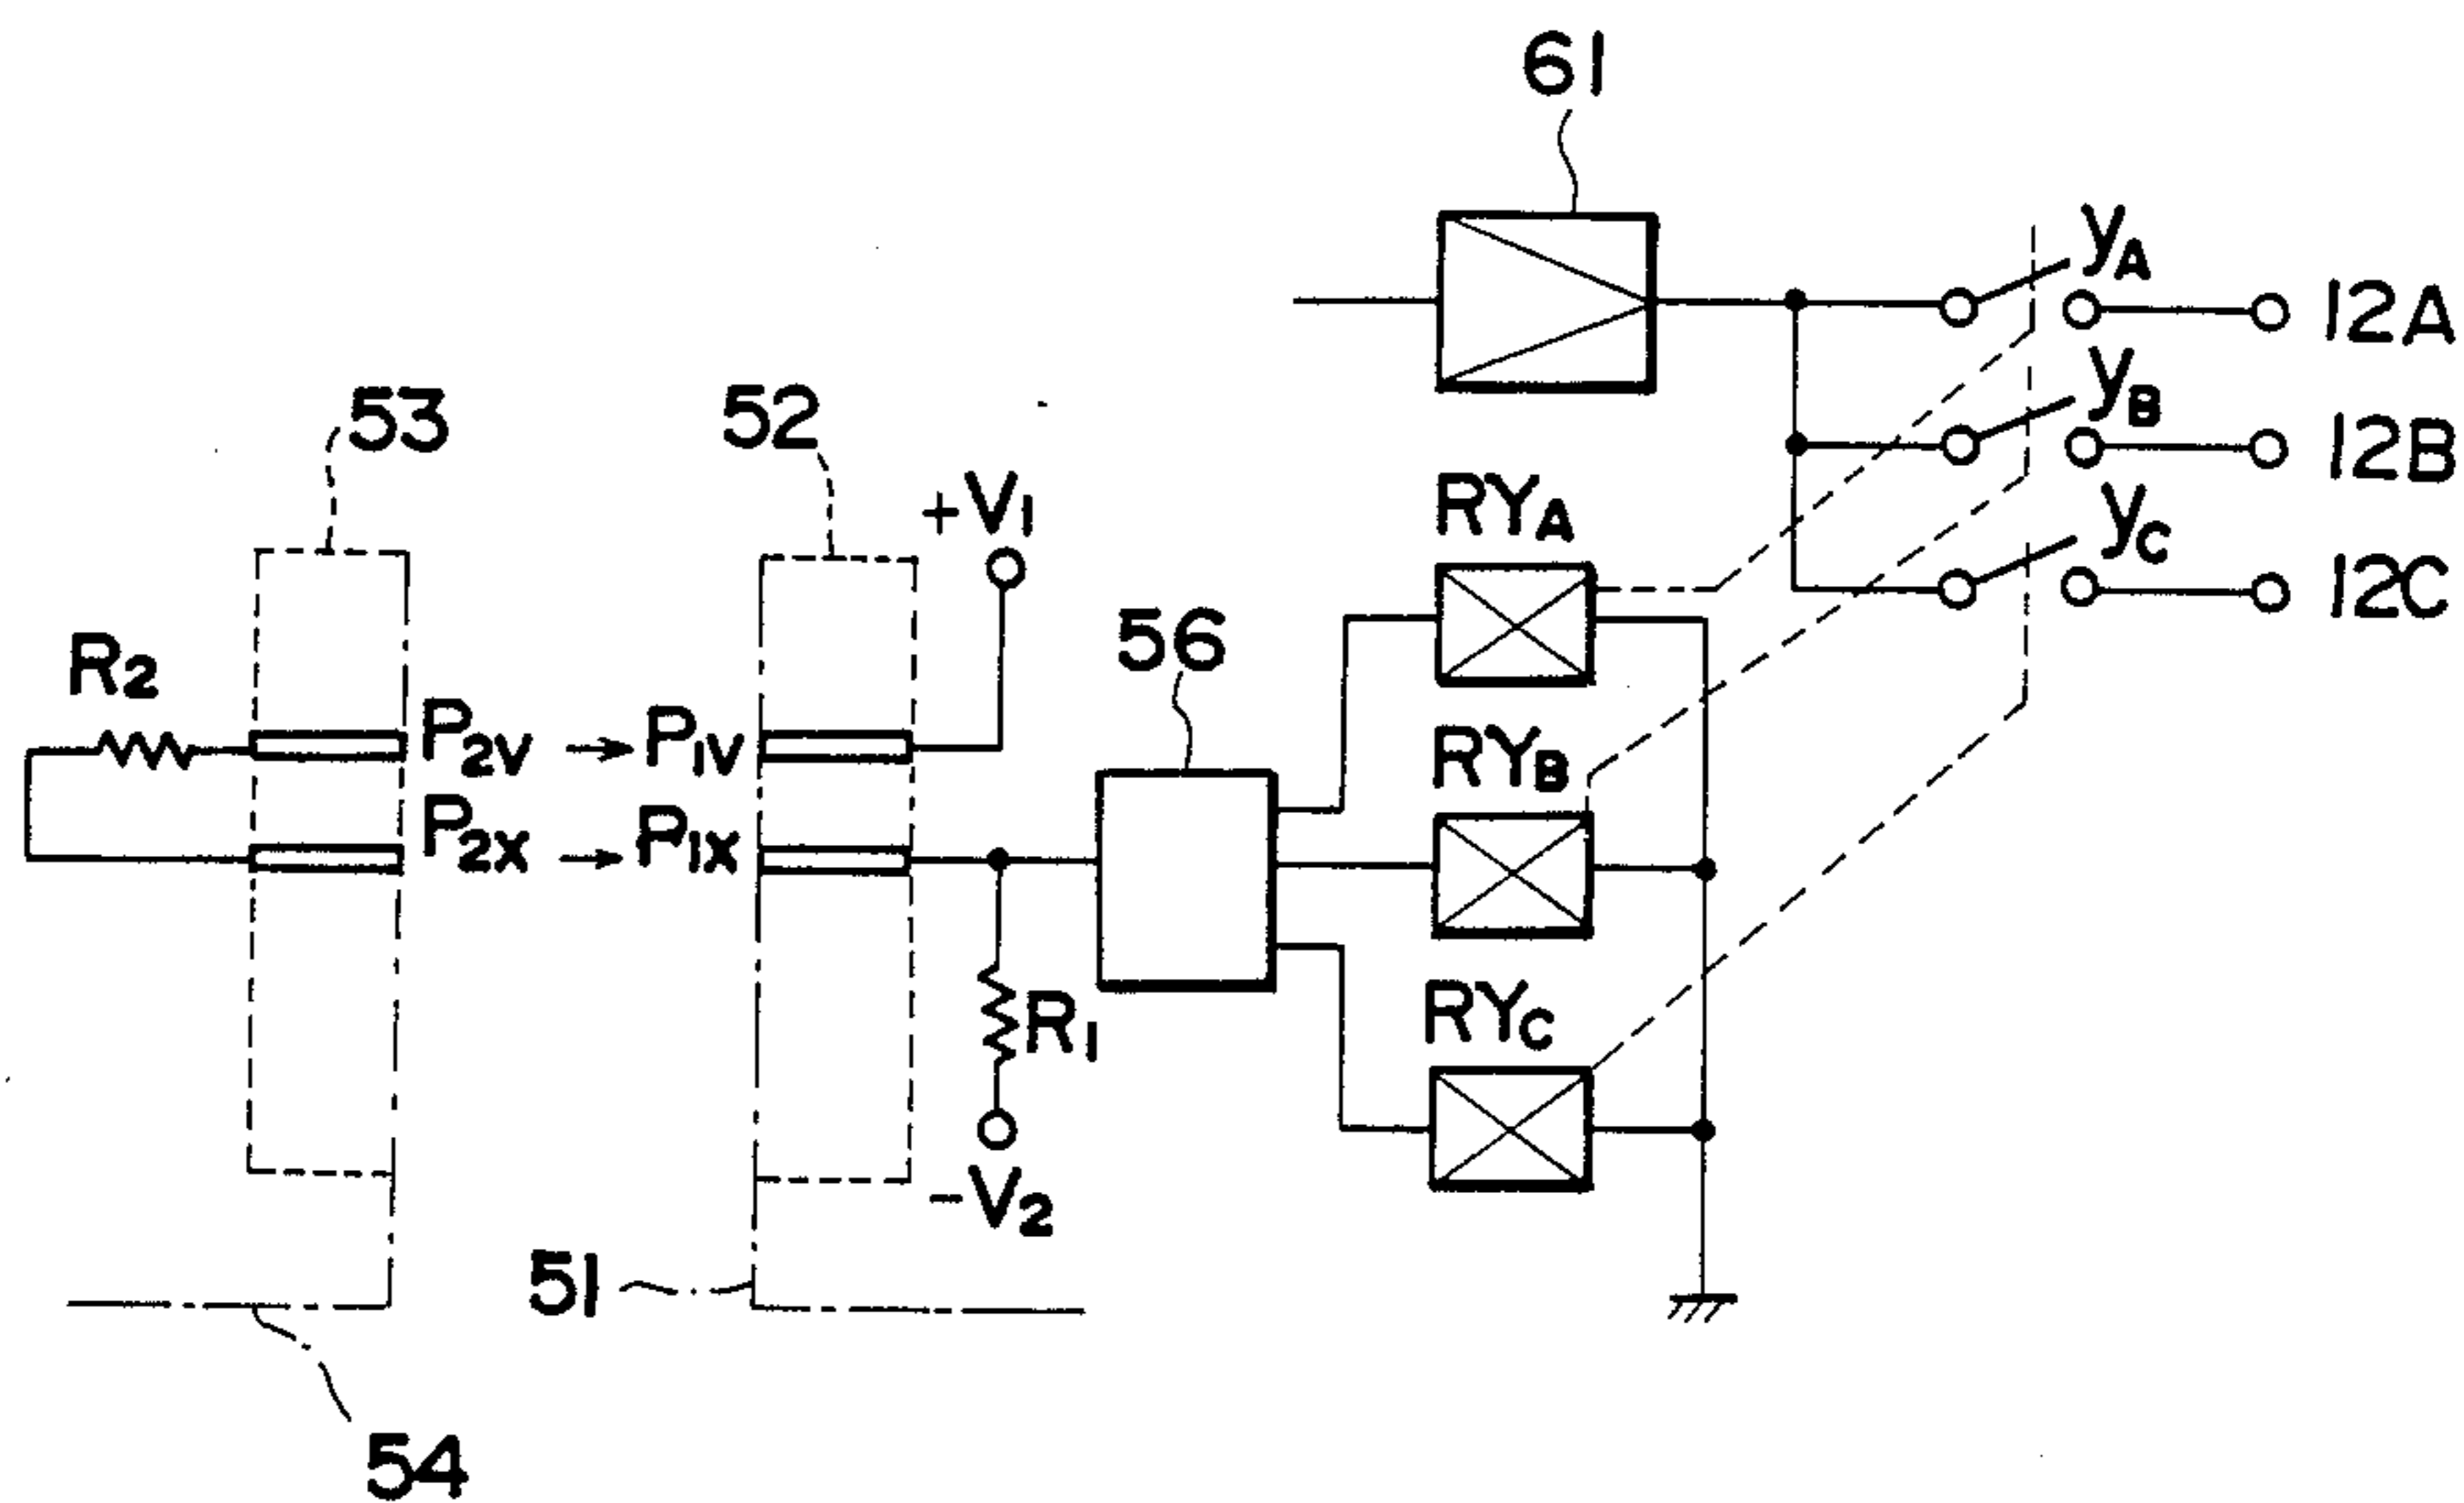 61
yA
12A
53
52
yB
12B
+V1
RYA
yC
12C
R2
56
P2V
P1V
RYB
P2X
P1X
R1
RYC
-V2
51
54